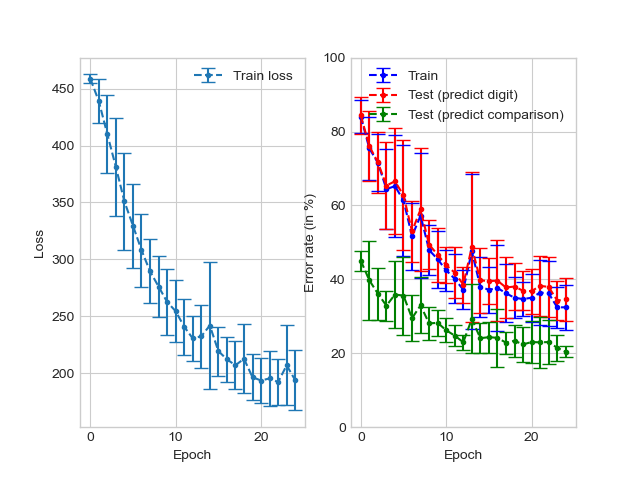 Train loss
450
400
350
300
250
200
Loss
0
10
20
Epoch
100
80
60
40
20
0
Error rate (in %)
Train
Test (predict digit)
Test (predict comparison)
0
10
20
Epoch